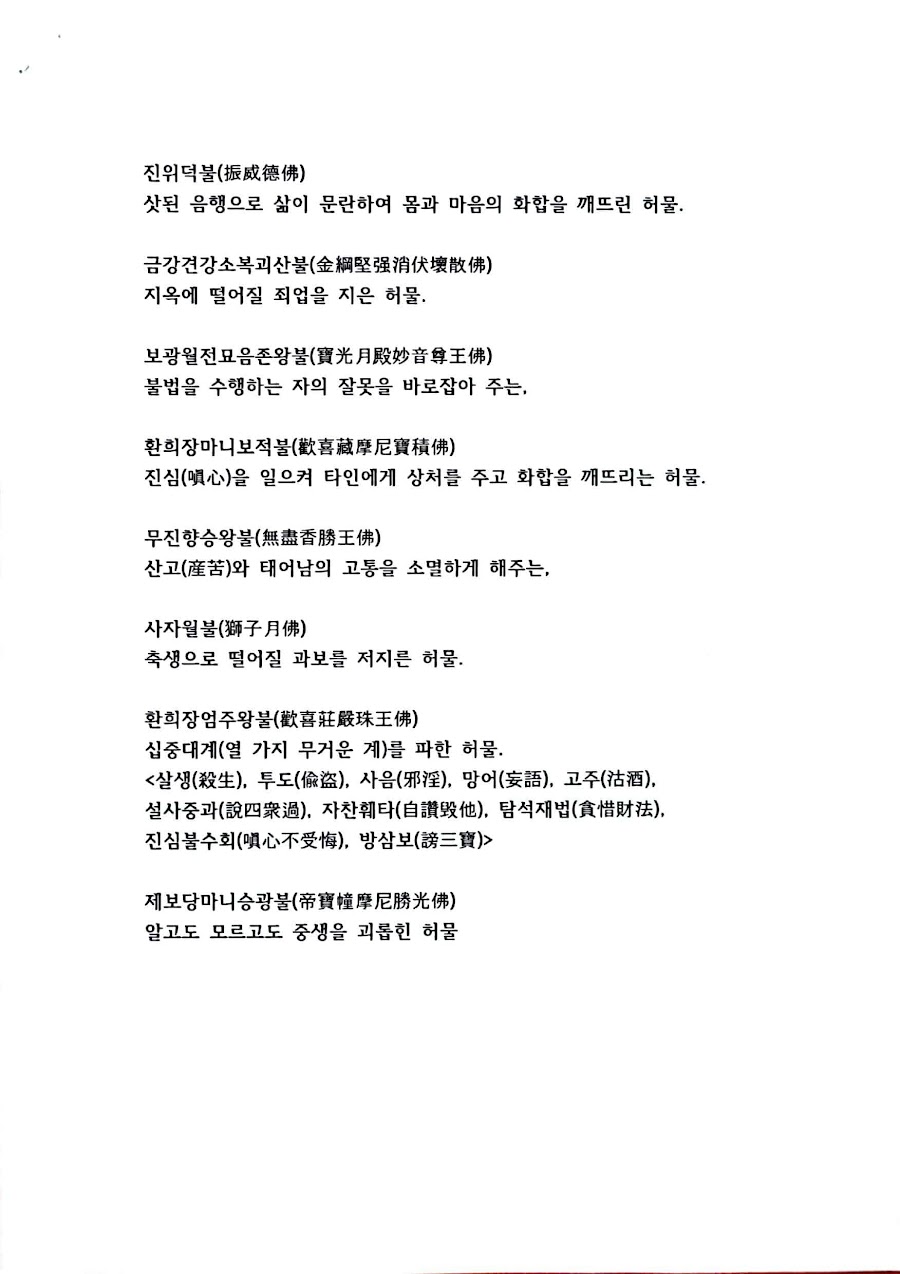 진위덕불(振威德佛)
삿된 음행으로 삶이 문란하여 몸과 마음의 화합을 깨뜨린 허물.
금강견강소복괴산불(金綱堅强消伏壞散佛)
지옥에 떨어질 죄업을 지은 허물.
보광월전묘음존왕불(寶光月殿妙音尊王佛)
불법을 수행하는 자의 잘못을 바로잡아 주는,
환희장마니보적불(歡喜藏摩尼寶積佛)
진심(嗔心)을 일으켜 타인에게 상처를 주고 화합을 깨뜨리는 허물.
무진향승왕불(無盡香勝王佛)
산고(産苦)와 태어남의 고통을 소멸하게 해주는,
사자월불(獅子月佛)
축생으로 떨어질 과보를 저지른 허물.
환희장엄주왕불(歡喜莊嚴珠王佛)
십중대계(열 가지 무거운 계)를 파한 허물.
<살생(殺生), 투도(偸盜), 사음(邪淫), 망어(妄語), 고주(沽酒),
설사중과(說四衆過), 자찬훼타(自讚毀他), 탐석재법(貪惜財法),
진심불수회(嗔心不受悔), 방삼보(謗三寶)>
제보당마니승광불(帝寶幢摩尼勝光佛)
알고도 모르고도 중생을 괴롭힌 허물